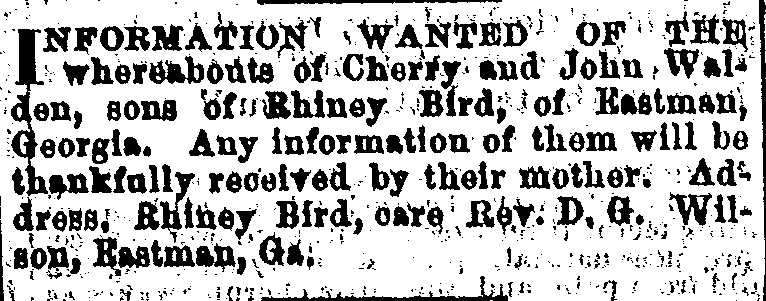 INFORMATION WANTED OF THE
whereabouts of Cherry and John Wal-
den, sons of Rhiney Bird, of Eastman,
Georgia. Any information of them will be
thankfully received by their mother. Ad-
dress, Rhiney Bird, care Rev. D. G. Wil-
son, Eastman, Ga.